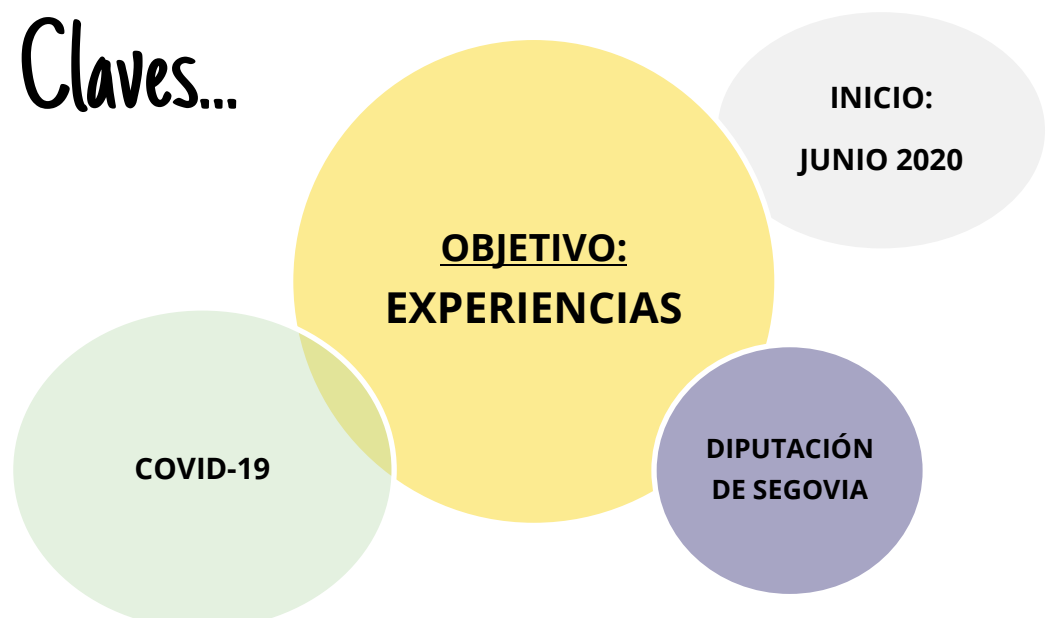 Claves...
INICIO:
JUNIO 2020
OBJETIVO:
EXPERIENCIAS
COVID-19
DIPUTACIÓN
DE SEGOVIA